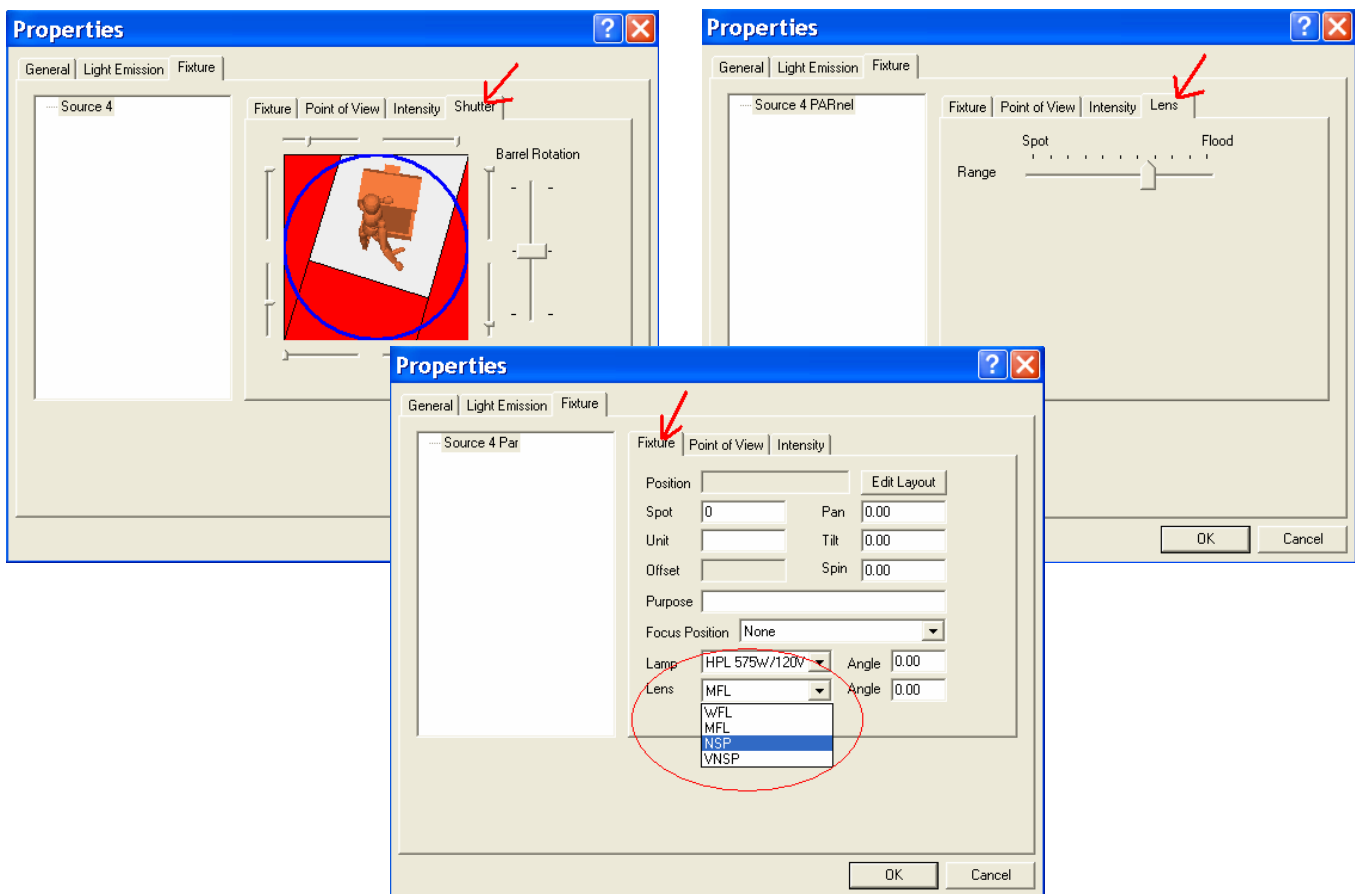 Properties
General Light Emission Fixture
Source 4
Fixture Point of View Intensity Shutter
Barrel Rotation
Properties
General Light Emission Fixture
Source 4 PARnel
Fixture Point of View Intensity Lens
Spot Flood
Range
OK Cancel
Properties
General Light Emission Fixture
Source 4 Par
Fixture Point of View Intensity
Position Edit Layout
Spot 0 Pan 0.00
Unit Tilt 0.00
Offset Spin 0.00
Purpose
Focus Position None
Lamp HPL 575W/120V Angle 0.00
Lens MFL Angle 0.00
WFL
MFL
NSP
VNSP
OK Cancel